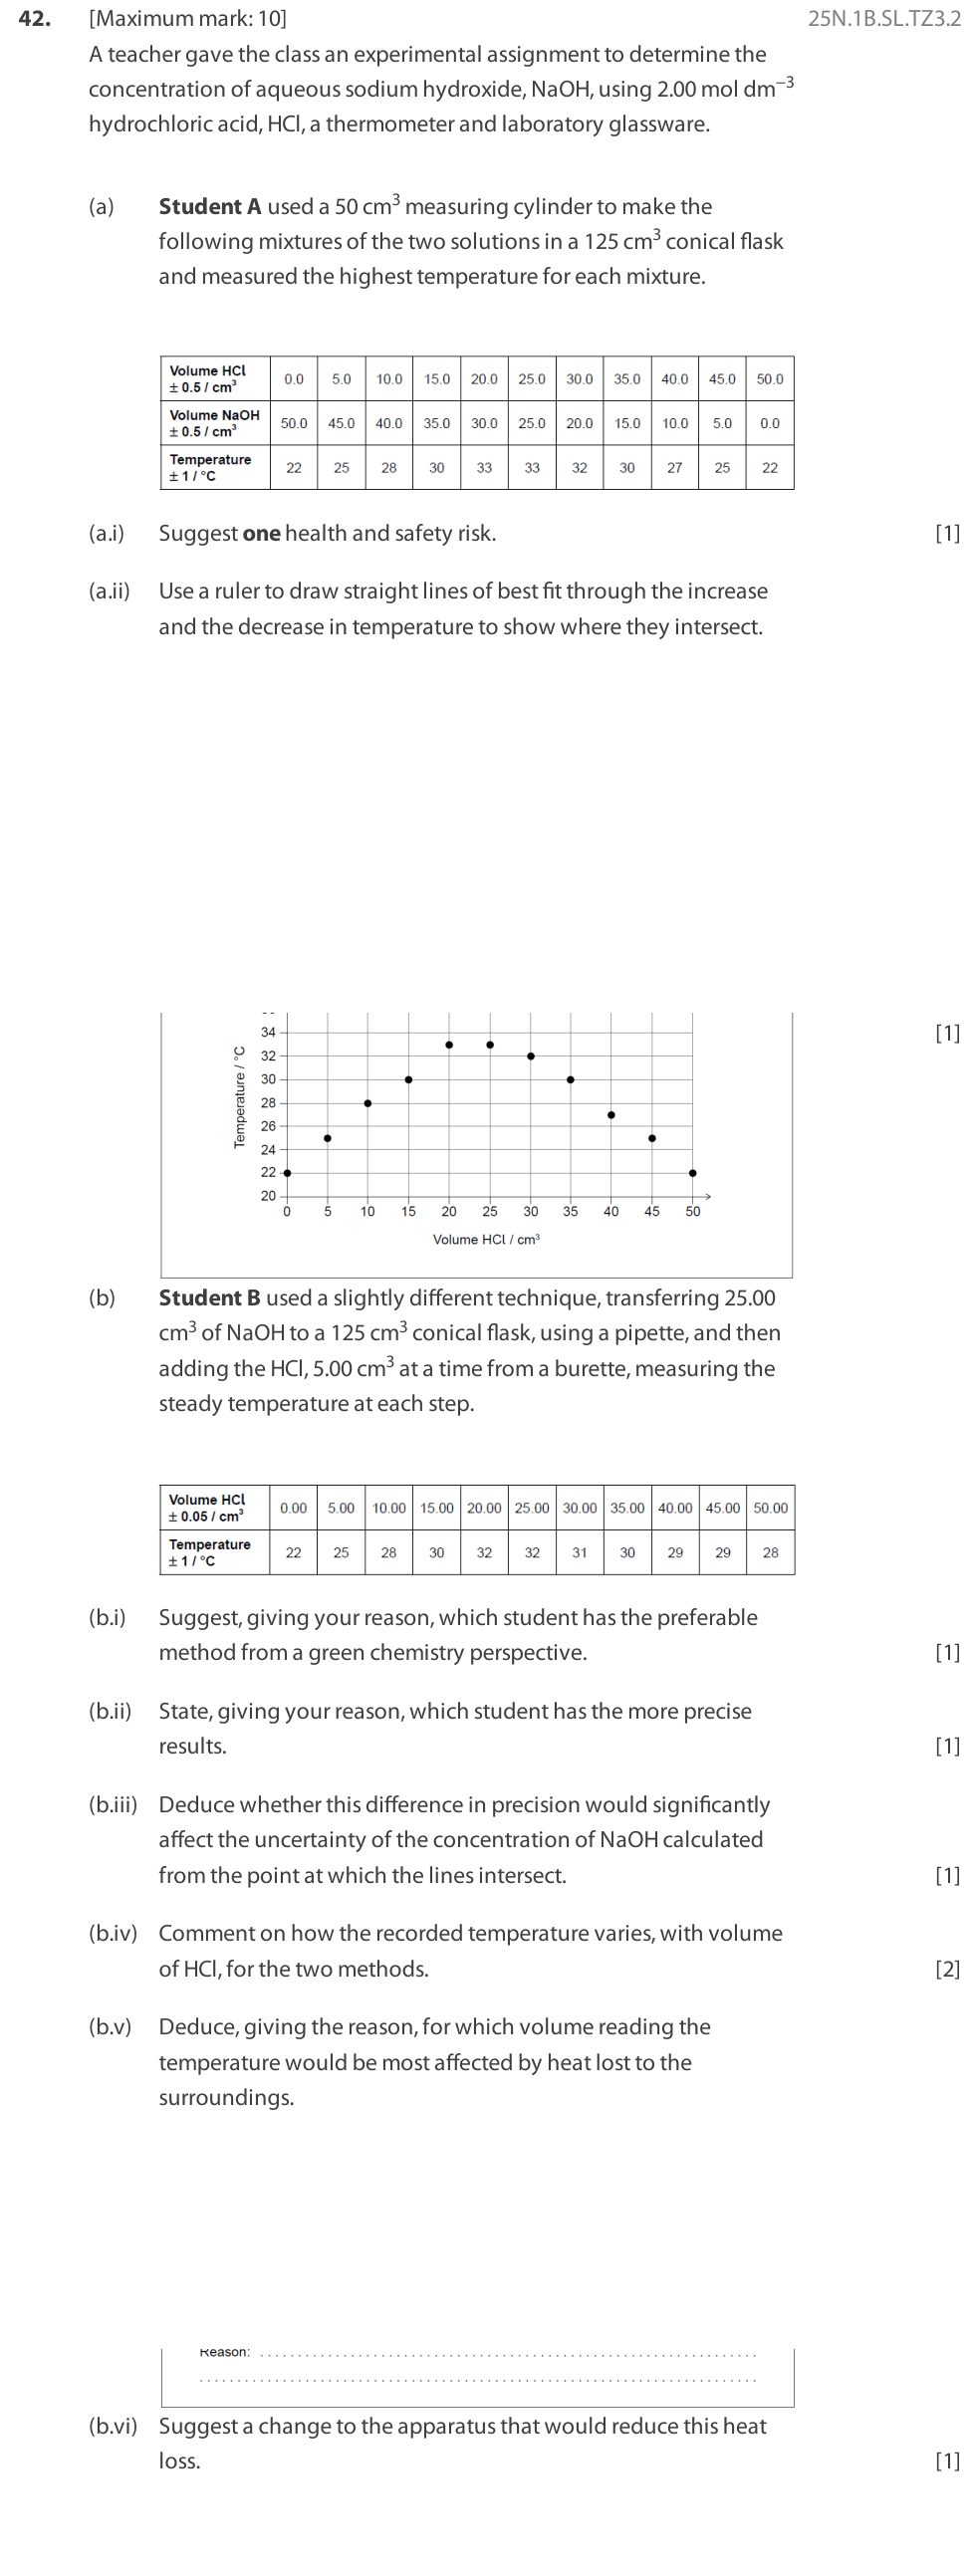 42. [Maximum mark: 10] 25N.1B.SL.TZ3.2
A teacher gave the class an experimental assignment to determine the
concentration of aqueous sodium hydroxide, NaOH, using 2.00 mol dm⁻³
hydrochloric acid, HCl, a thermometer and laboratory glassware.
(a) Student A used a 50 cm³ measuring cylinder to make the
following mixtures of the two solutions in a 125 cm³ conical flask
and measured the highest temperature for each mixture.
Volume HCl
± 0.5 / cm³ 0.0 5.0 10.0 15.0 20.0 25.0 30.0 35.0 40.0 45.0 50.0
Volume NaOH
± 0.5 / cm³ 50.0 45.0 40.0 35.0 30.0 25.0 20.0 15.0 10.0 5.0 0.0
Temperature
± 1 / °C 22 25 28 30 33 33 32 30 27 25 22
(a.i) Suggest one health and safety risk. [1]
(a.ii) Use a ruler to draw straight lines of best fit through the increase
and the decrease in temperature to show where they intersect.
[1]
34
32
30
28
26
24
22
20
Temperature / °C
0 5 10 15 20 25 30 35 40 45 50
Volume HCl / cm³
(b) Student B used a slightly different technique, transferring 25.00
cm³ of NaOH to a 125 cm³ conical flask, using a pipette, and then
adding the HCl, 5.00 cm³ at a time from a burette, measuring the
steady temperature at each step.
Volume HCl
± 0.05 / cm³ 0.00 5.00 10.00 15.00 20.00 25.00 30.00 35.00 40.00 45.00 50.00
Temperature
± 1 / °C 22 25 28 30 32 32 31 30 29 29 28
(b.i) Suggest, giving your reason, which student has the preferable
method from a green chemistry perspective. [1]
(b.ii) State, giving your reason, which student has the more precise
results. [1]
(b.iii) Deduce whether this difference in precision would significantly
affect the uncertainty of the concentration of NaOH calculated
from the point at which the lines intersect. [1]
(b.iv) Comment on how the recorded temperature varies, with volume
of HCl, for the two methods. [2]
(b.v) Deduce, giving the reason, for which volume reading the
temperature would be most affected by heat lost to the
surroundings.
Reason:
(b.vi) Suggest a change to the apparatus that would reduce this heat
loss. [1]